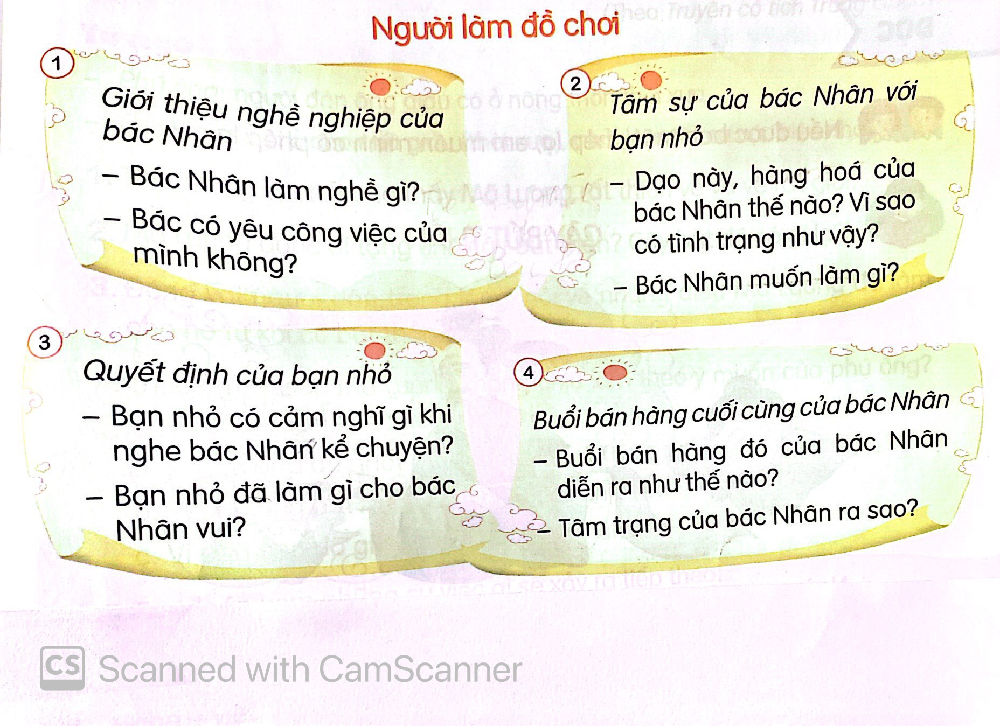 Người làm đồ chơi
1
Giới thiệu nghề nghiệp của
bác Nhân
– Bác Nhân làm nghề gì?
– Bác có yêu công việc của
mình không?
2
Tâm sự của bác Nhân với
bạn nhỏ
– Dạo này, hàng hoá của
bác Nhân thế nào? Vì sao
có tình trạng như vậy?
– Bác Nhân muốn làm gì?
3
Quyết định của bạn nhỏ
– Bạn nhỏ có cảm nghĩ gì khi
nghe bác Nhân kể chuyện?
– Bạn nhỏ đã làm gì cho bác
Nhân vui?
4
Buổi bán hàng cuối cùng của bác Nhân
– Buổi bán hàng đó của bác Nhân
diễn ra như thế nào?
– Tâm trạng của bác Nhân ra sao?
CS Scanned with CamScanner